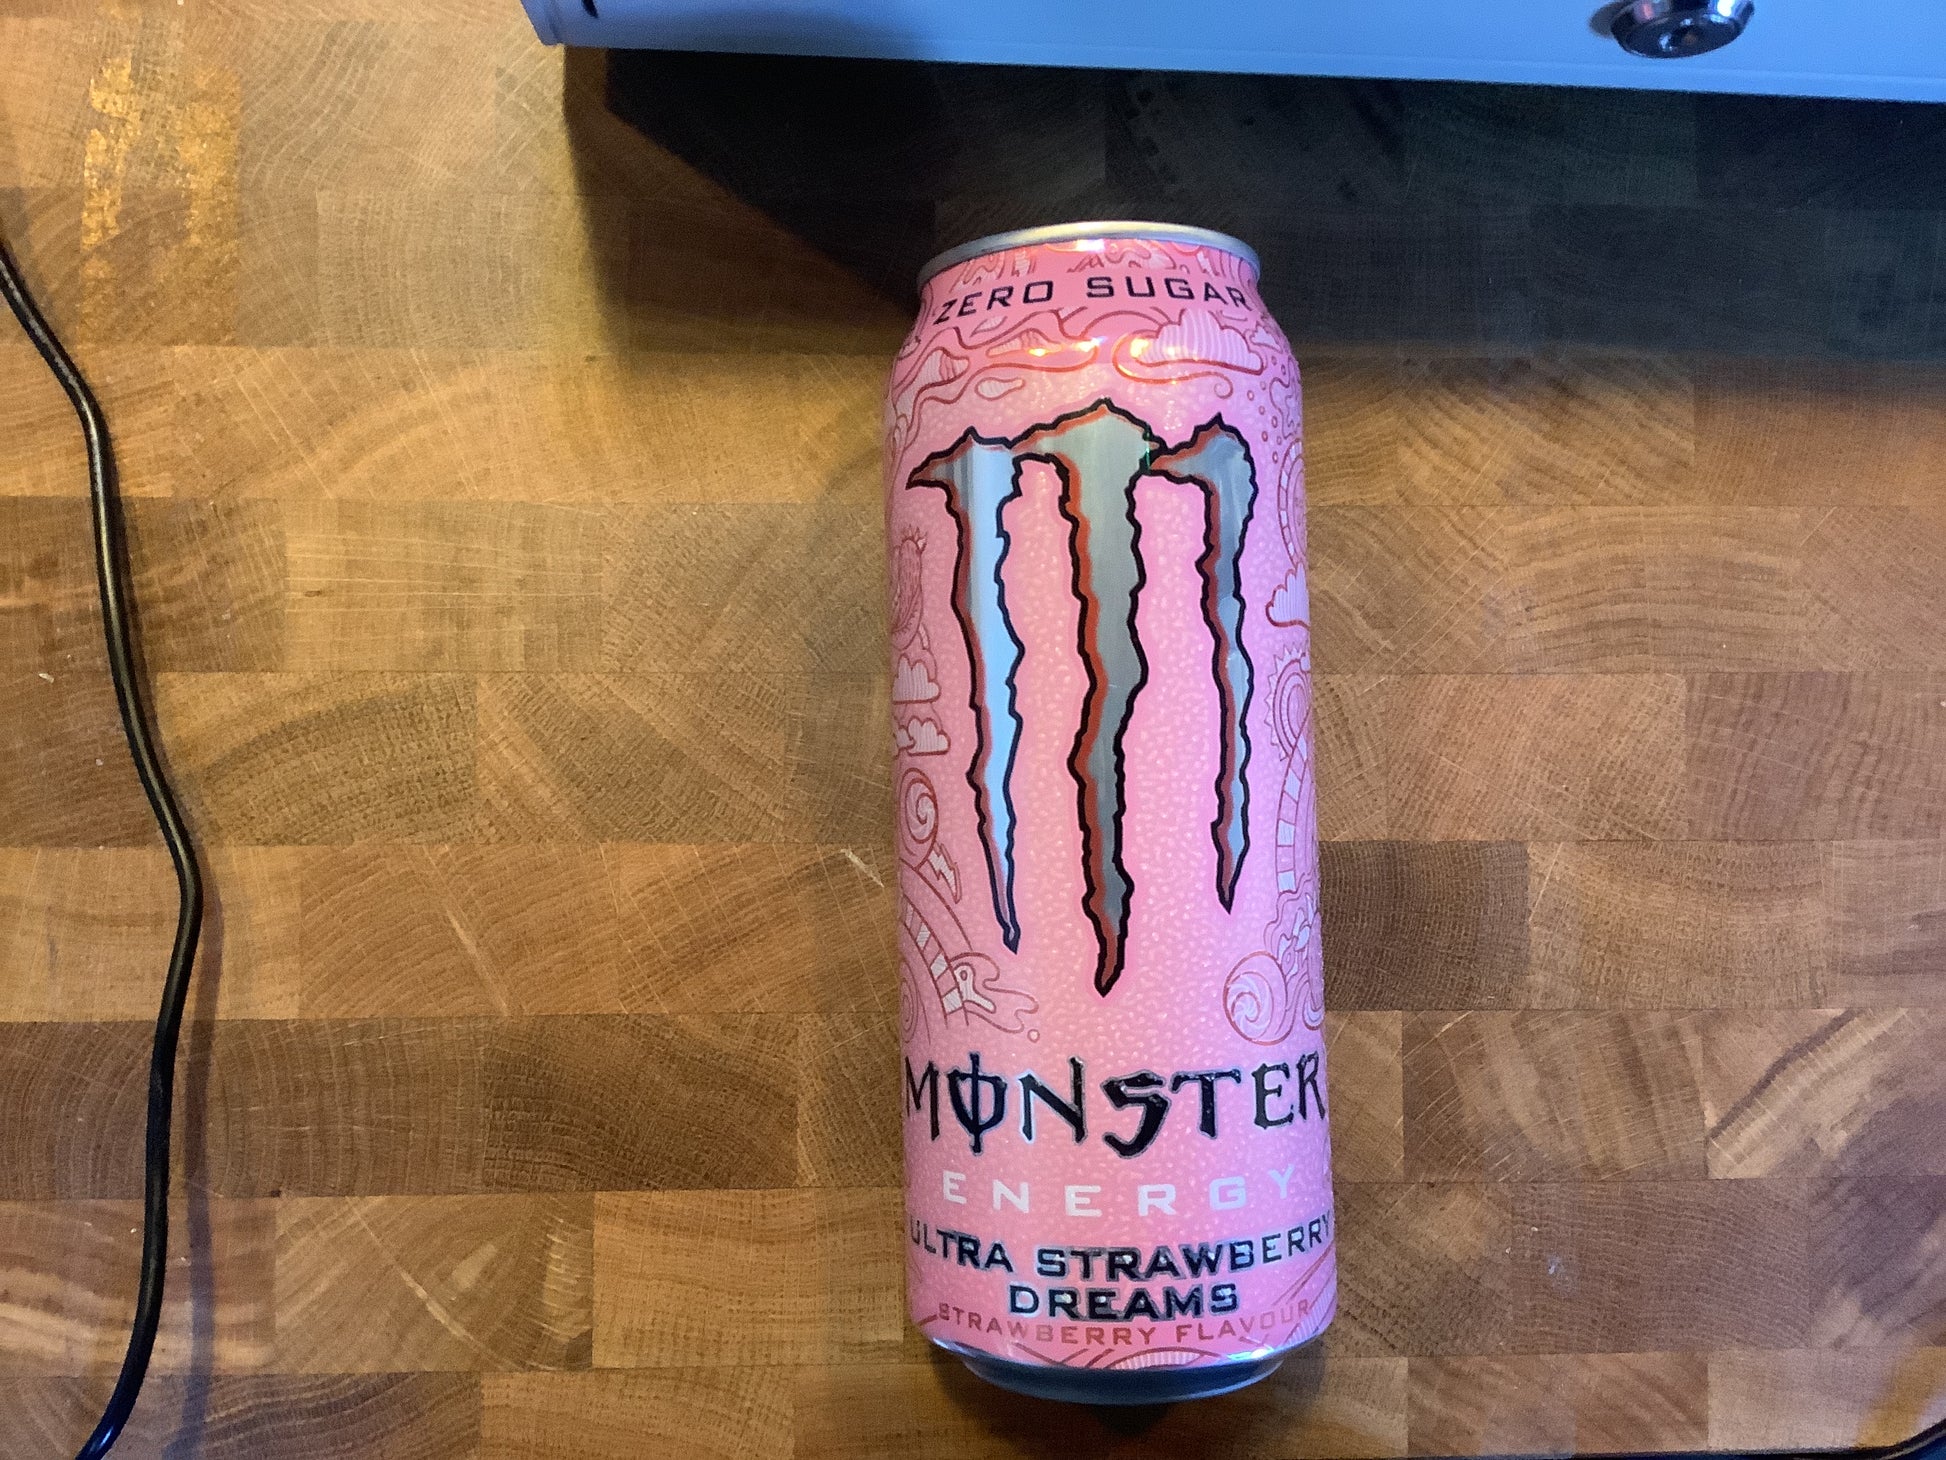 ZERO SUGAR
MONSTER
ENERGY
ULTRA STRAWBERRY
DREAMS
STRAWBERRY FLAVOUR